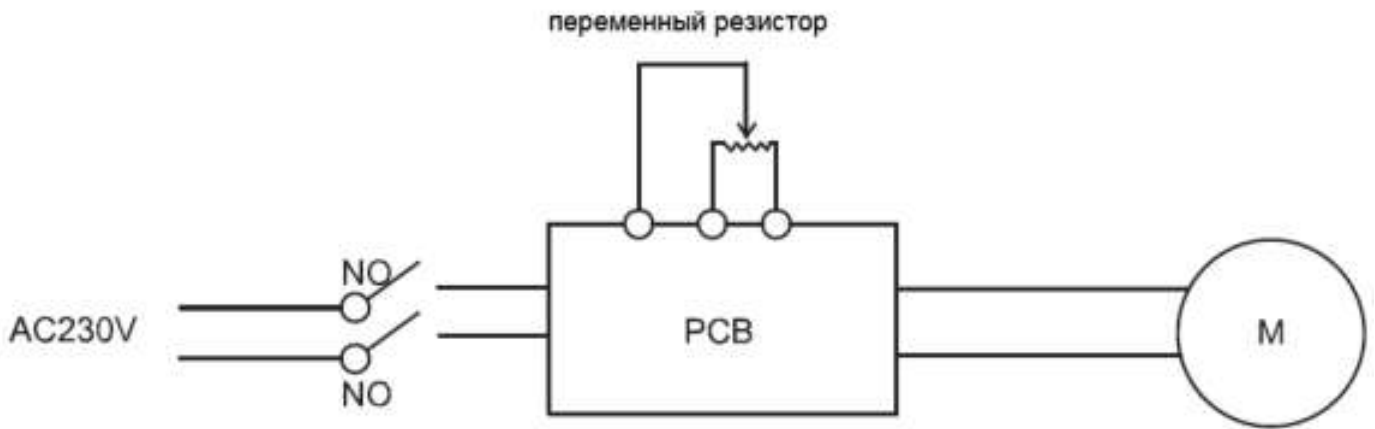 переменный резистор
NO
AC230V
NO
PCB
M